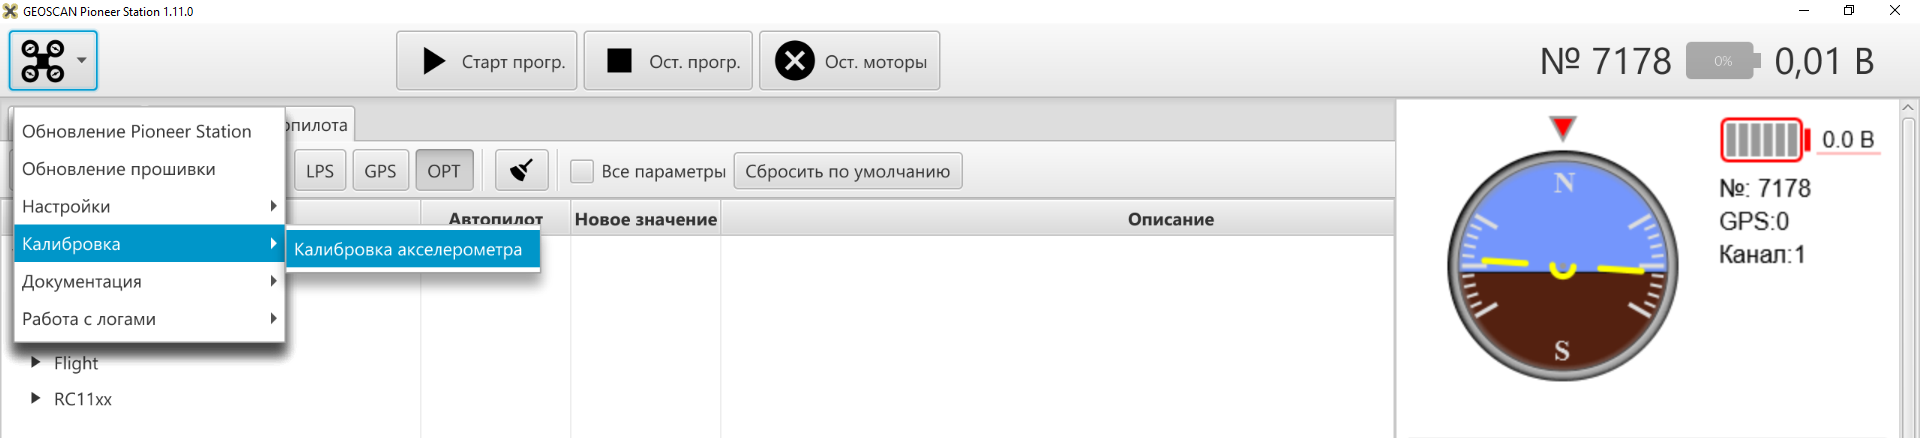 GEOSCAN Pioneer Station 1.11.0
Старт прогр.
Ост. прогр.
Ост. моторы
№ 7178
0%
0,01 В
Обновление Pioneer Station
Обновление прошивки
Настройки
Калибровка
Калибровка акселерометра
Документация
Работа с логами
Flight
RC11xx
LPS
GPS
OPT
Все параметры
Сбросить по умолчанию
Автопилот
Новое значение
Описание
N
S
0.0 В
№: 7178
GPS:0
Канал:1